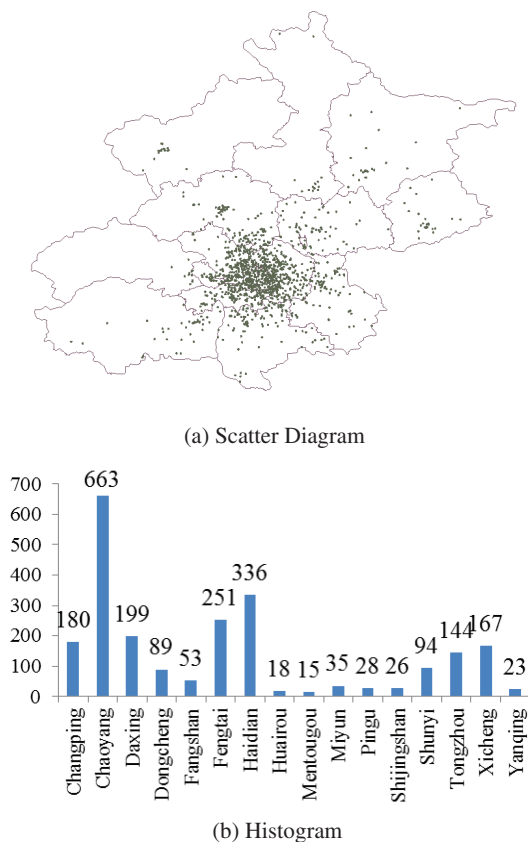 (a) Scatter Diagram
700
600
500
400
300
200
100
0
180
663
199
89
53
251
336
18
15
35
28
26
94
144
167
23
Changping
Chaoyang
Daxing
Dongcheng
Fangshan
Fengtai
Haidian
Huairou
Mentougou
Miyun
Pingu
Shijingshan
Shunyi
Tongzhou
Xicheng
Yanqing
(b) Histogram